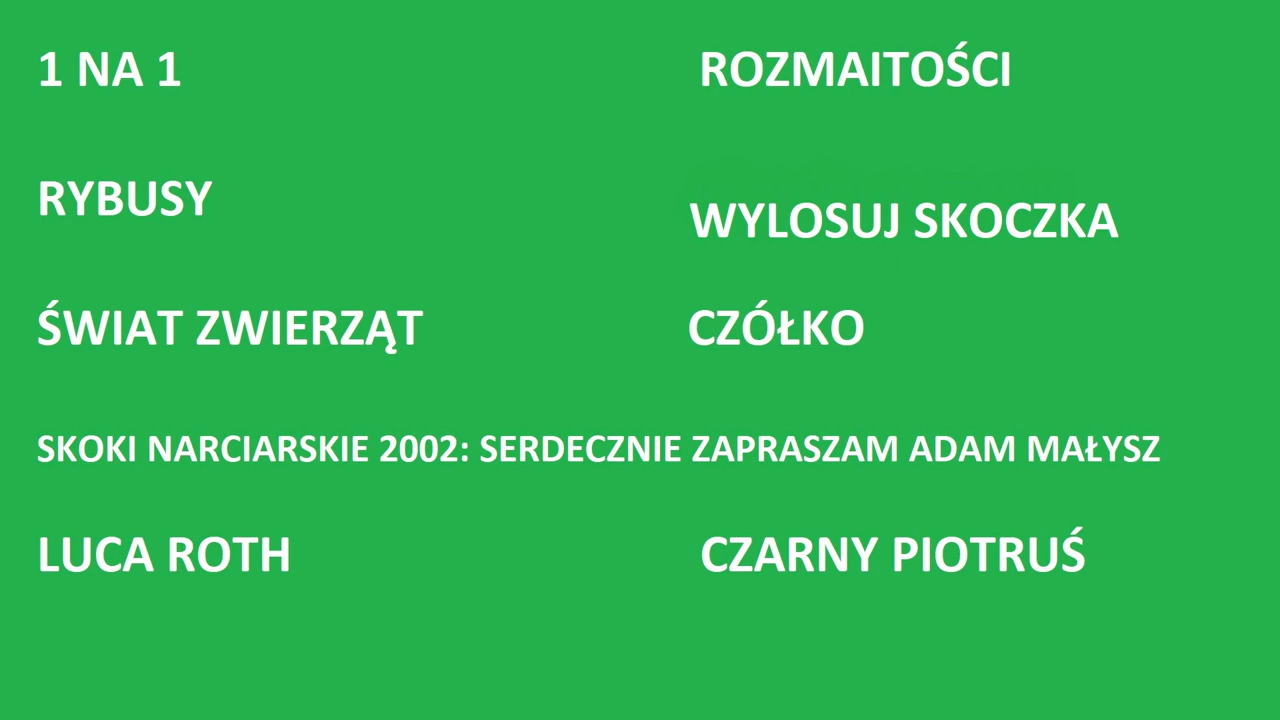 1 NA 1
ROZMAITOŚCI
RYBUSY
WYLOSUJ SKOCZKA
ŚWIAT ZWIERZĄT
CZÓŁKO
SKOKI NARCIARSKIE 2002: SERDECZNIE ZAPRASZAM ADAM MAŁYSZ
LUCA ROTH
CZARNY PIOTRUŚ